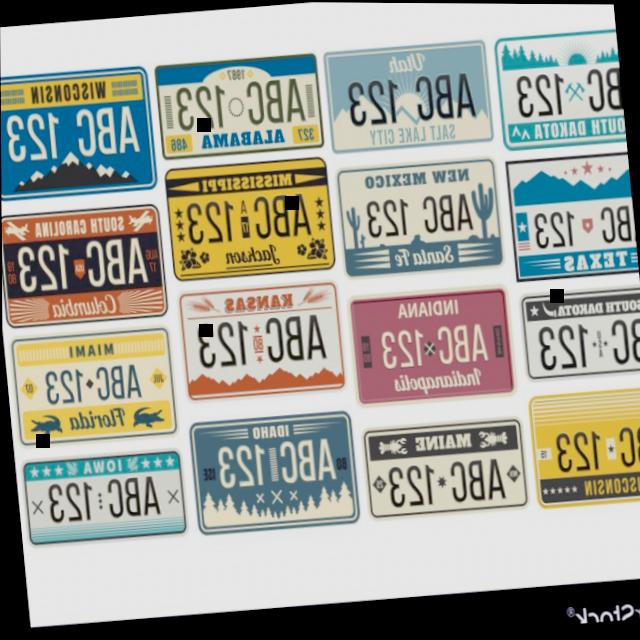 WISCONSIN
ABC 123
1987
ABC 123
327 ALABAMA 486
Utah
ABC 123
SALT LAKE CITY
ABC 123
SOUTH DAKOTA
SOUTH CAROLINA
ABC 123
Columbia
MISSISSIPPI
ABC 123
Jackson
NEW MEXICO
ABC 123
Santa Fe
ABC 123
TEXAS
MIAMI
ABC 123
Florida
KANSAS
ABC 123
INDIANA
ABC 123
Indianapolis
SOUTH DAKOTA
ABC 123
IOWA
ABC 123
IDAHO
ABC 123
MAINE
ABC 123
ABC 123
WISCONSIN
Stock®